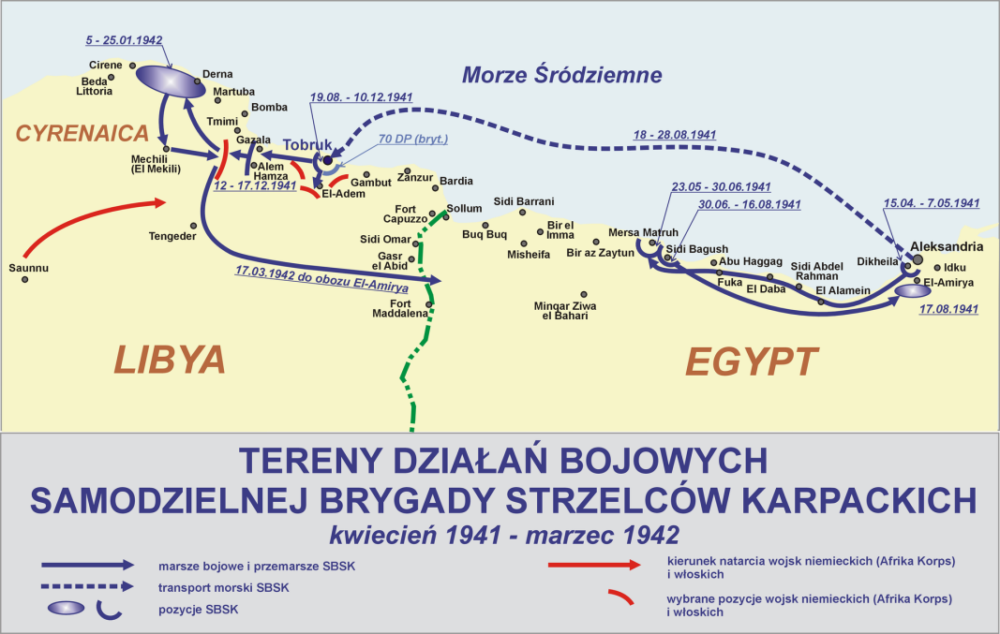 5 - 25.01.1942
Cirene
Derna
Beda
Littoria
Martuba
Bomba
Tmimi
CYRENAICA
Gazala
Mechili
(El Mekili)
Alem
Hamza
12 - 17.12.1941
Morze Śródziemne
19.08. - 10.12.1941
Tobruk
70 DP (bryt.)
18 - 28.08.1941
El-Adem
Gambut
Zanzur
Bardia
Fort
Capuzzo
Sollum
Sidi Omar
Gasr
el Abid
Fort
Maddalena
Tengeder
Saunnu
17.03.1942 do obozu El-Amirya
Sidi Barrani
Buq Buq
Bir el
Imma
Misheifa
Bir az Zaytun
Minqar Ziwa
el Bahari
23.05 - 30.06.1941
30.06. - 16.08.1941
Mersa Matruh
Sidi Bagush
Abu Haggag
Fuka
El Daba
Sidi Abdel
Rahman
El Alamein
15.04. - 7.05.1941
Aleksandria
Dikheila
Idku
El-Amirya
17.08.1941
LIBYA
EGYPT
TERENY DZIAŁAŃ BOJOWYCH
SAMODZIELNEJ BRYGADY STRZELCÓW KARPACKICH
kwiecień 1941 - marzec 1942
marsze bojowe i przemarsze SBSK
transport morski SBSK
pozycje SBSK
kierunek natarcia wojsk niemieckich (Afrika Korps)
i włoskich
wybrane pozycje wojsk niemieckich (Afrika Korps)
i włoskich